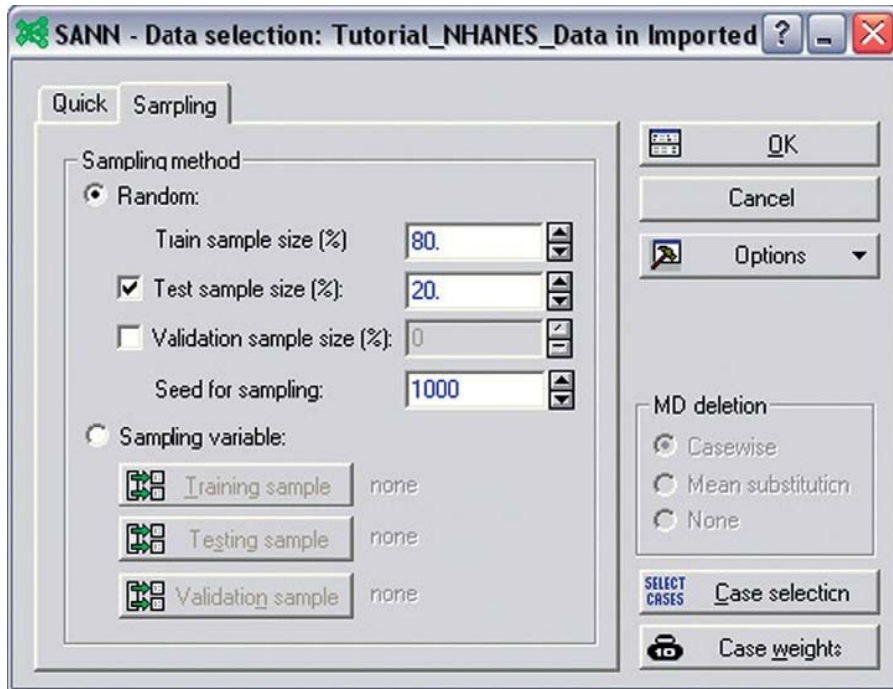 SANN - Data selection: Tutorial_NHANES_Data in Imported
Quick
Sampling
Sampling method
Random:
Train sample size (%)
80.
Test sample size (%):
20.
Validation sample size (%):
0
Seed for sampling:
1000
Sampling variable:
Training sample
none
Testing sample
none
Validation sample
none
OK
Cancel
Options
MD deletion
Casewise
Mean substitution
None
SELECT CASES
Case selection
10
Case weights